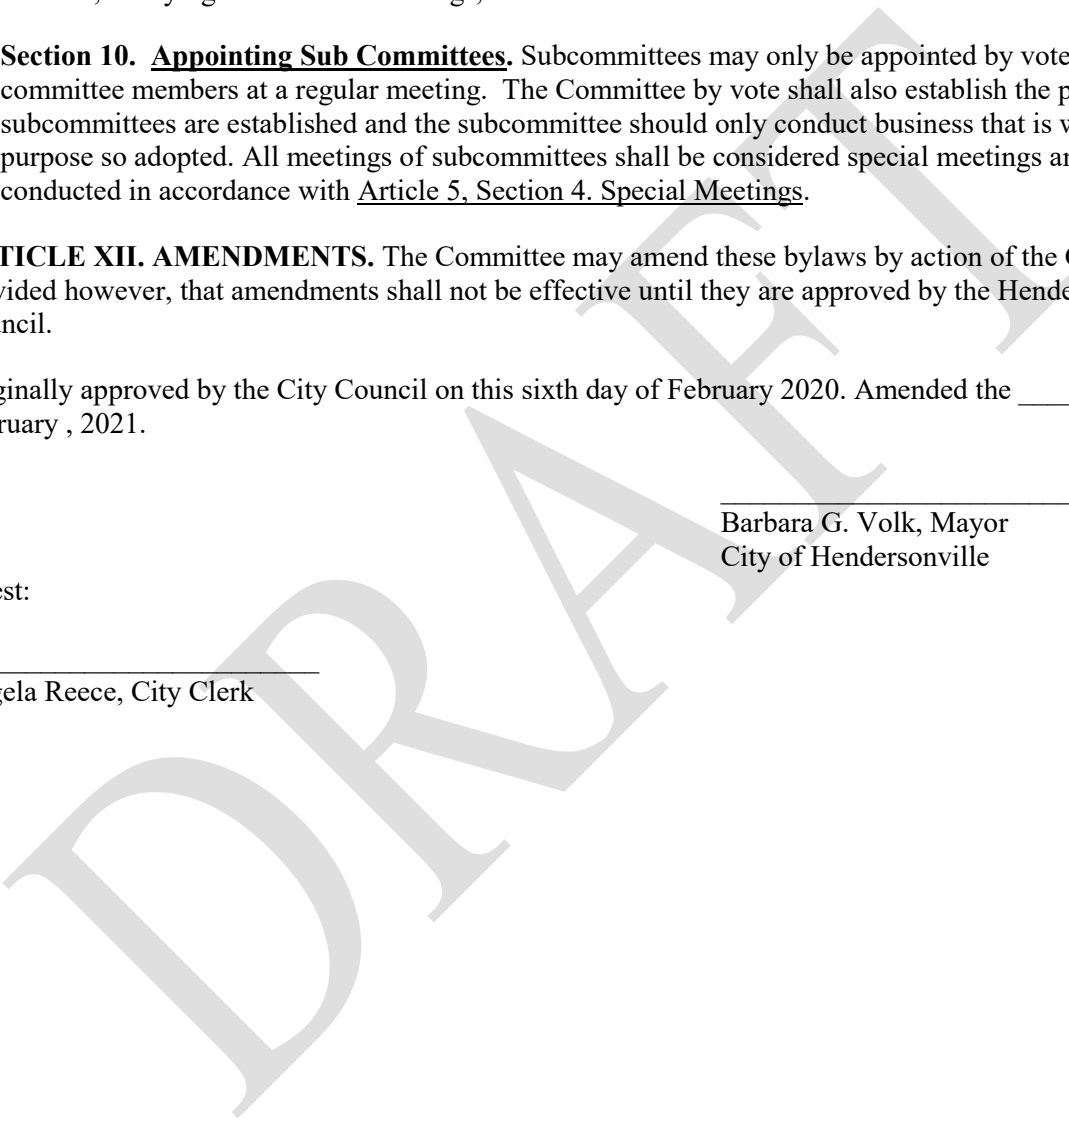 Section 10. Appointing Sub Committees. Subcommittees may only be appointed by vote
committee members at a regular meeting. The Committee by vote shall also establish the p
subcommittees are established and the subcommittee should only conduct business that is w
purpose so adopted. All meetings of subcommittees shall be considered special meetings an
conducted in accordance with Article 5, Section 4. Special Meetings.
TICLE XII. AMENDMENTS. The Committee may amend these bylaws by action of the C
vided however, that amendments shall not be effective until they are approved by the Hende
ncil.
ginally approved by the City Council on this sixth day of February 2020. Amended the ____
ruary , 2021.
Barbara G. Volk, Mayor
City of Hendersonville
est:
gela Reece, City Clerk
DRAFT